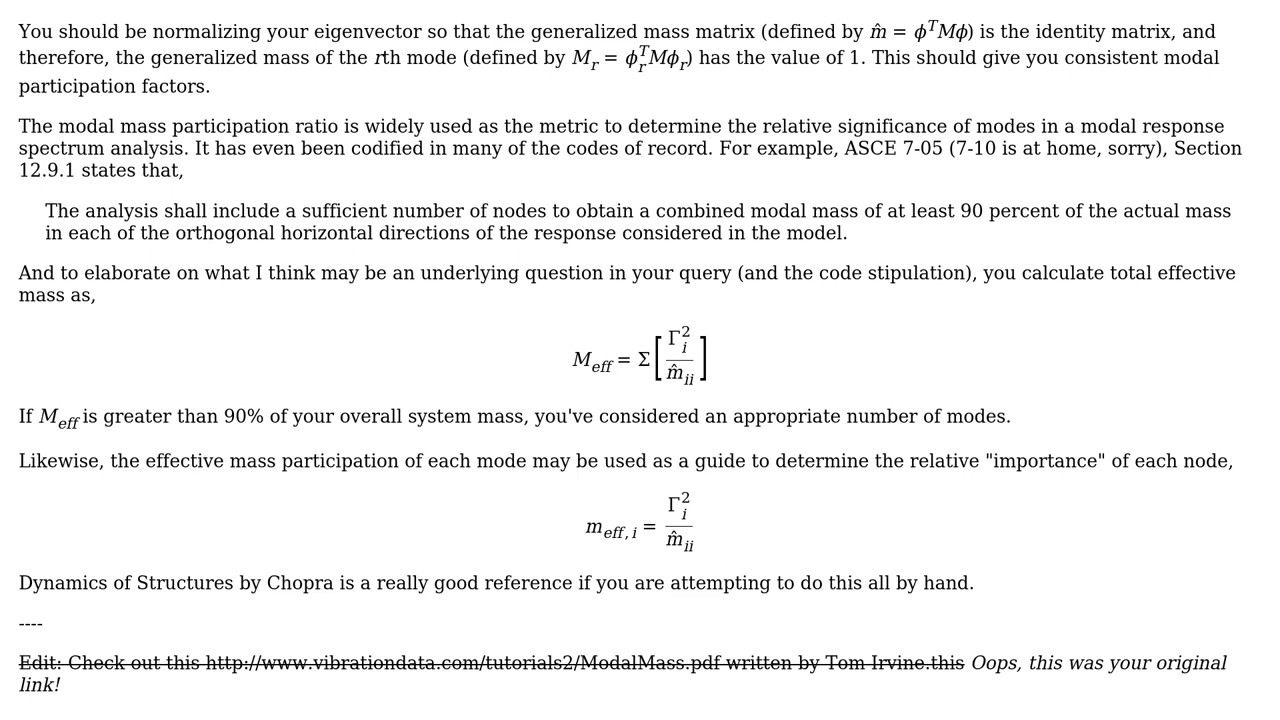 You should be normalizing your eigenvector so that the generalized mass matrix (defined by m̂ = ϕᵀMϕ) is the identity matrix, and
therefore, the generalized mass of the rth mode (defined by M_r = ϕ_r^T Mϕ_r) has the value of 1. This should give you consistent modal
participation factors.
The modal mass participation ratio is widely used as the metric to determine the relative significance of modes in a modal response
spectrum analysis. It has even been codified in many of the codes of record. For example, ASCE 7-05 (7-10 is at home, sorry), Section
12.9.1 states that,
The analysis shall include a sufficient number of nodes to obtain a combined modal mass of at least 90 percent of the actual mass
in each of the orthogonal horizontal directions of the response considered in the model.
And to elaborate on what I think may be an underlying question in your query (and the code stipulation), you calculate total effective
mass as,
M_eff = Σ[Γ_i^2 / m̂_ii]
If M_eff is greater than 90% of your overall system mass, you've considered an appropriate number of modes.
Likewise, the effective mass participation of each mode may be used as a guide to determine the relative "importance" of each node,
m_eff,i = Γ_i^2 / m̂_ii
Dynamics of Structures by Chopra is a really good reference if you are attempting to do this all by hand.
----
Edit: Check out this http://www.vibrationdata.com/tutorials2/ModalMass.pdf written by Tom Irvine.this Oops, this was your original
link!